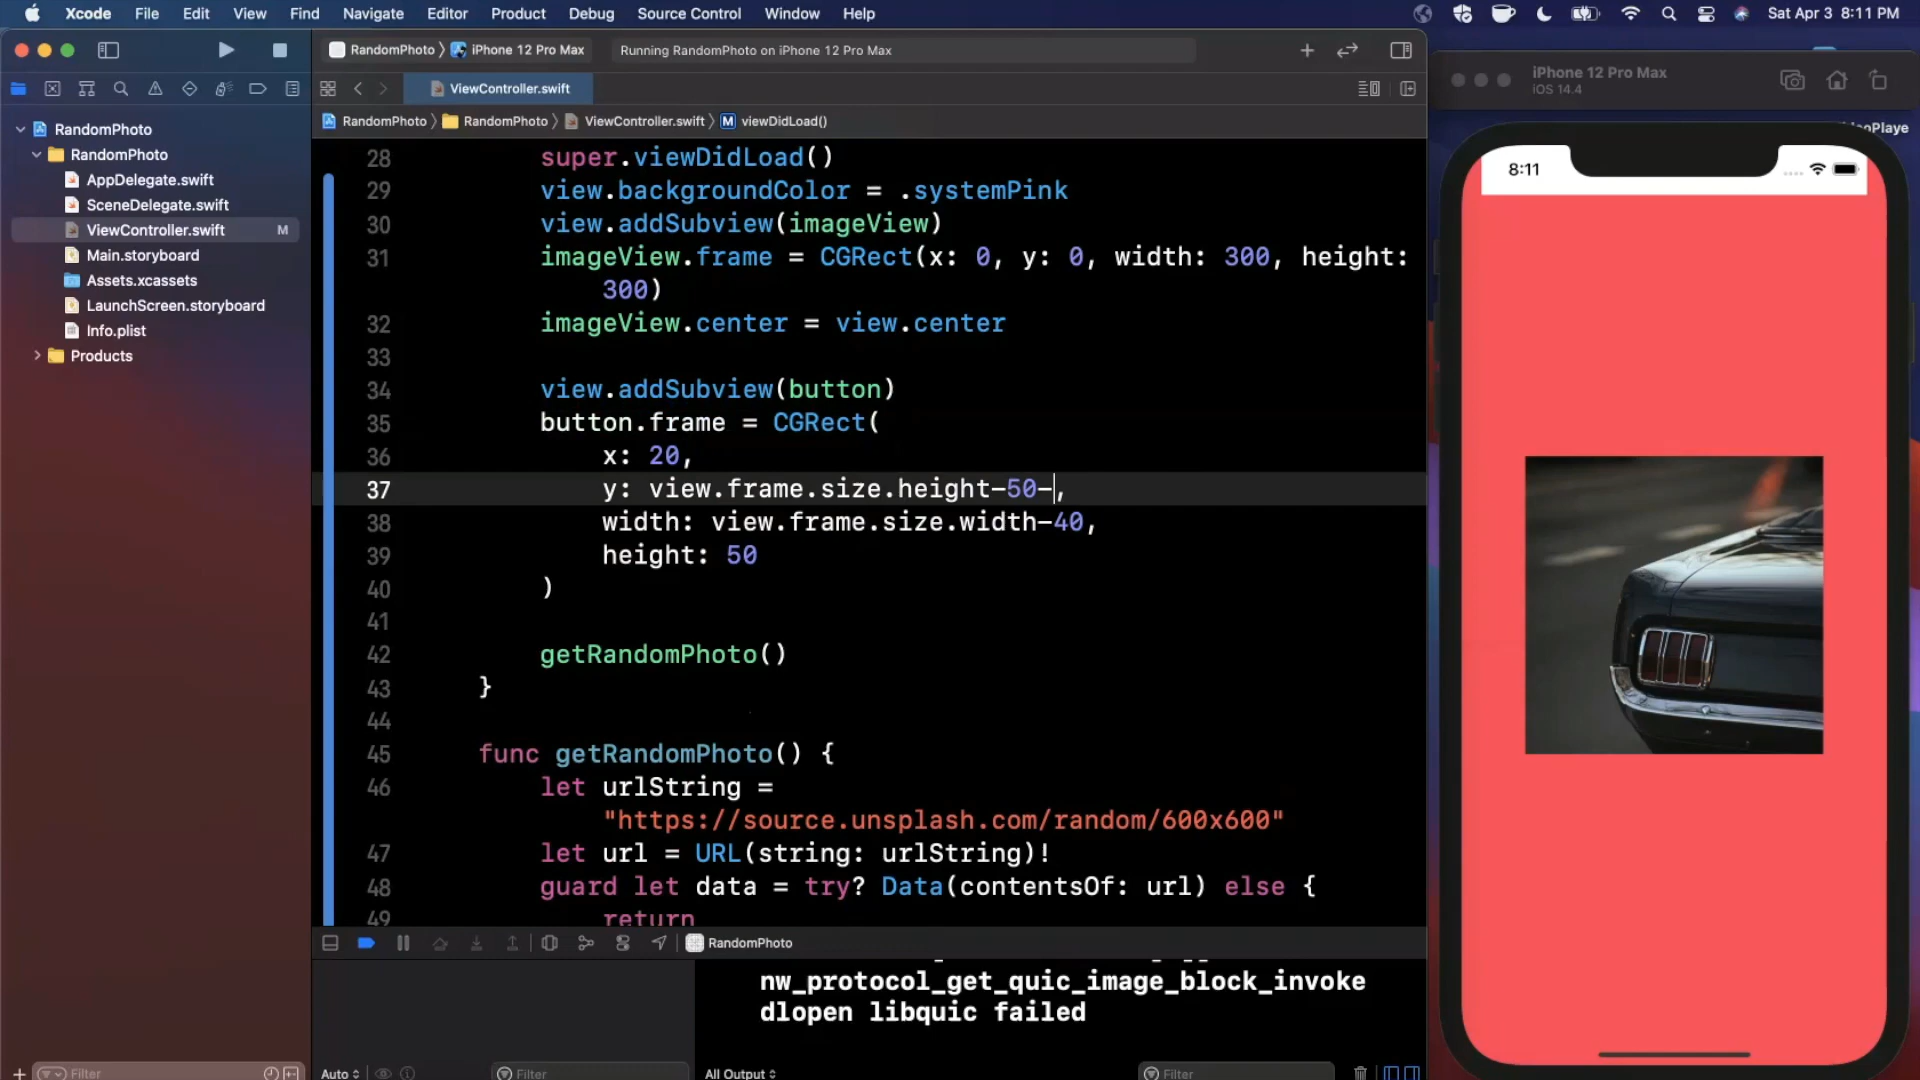 Xcode File Edit View Find Navigate Editor Product Debug Source Control Window Help Sat Apr 3 8:11 PM
RandomPhoto iPhone 12 Pro Max Running RandomPhoto on iPhone 12 Pro Max
ViewController.swift
RandomPhoto RandomPhoto ViewController.swift M viewDidLoad()
RandomPhoto
RandomPhoto
AppDelegate.swift
SceneDelegate.swift
ViewController.swift M
Main.storyboard
Assets.xcassets
LaunchScreen.storyboard
Info.plist
Products
28 super.viewDidLoad()
29 view.backgroundColor = .systemPink
30 view.addSubview(imageView)
31 imageView.frame = CGRect(x: 0, y: 0, width: 300, height:
300)
32 imageView.center = view.center
33
34 view.addSubview(button)
35 button.frame = CGRect(
36 x: 20,
37 y: view.frame.size.height-50-,
38 width: view.frame.size.width-40,
39 height: 50
40 )
41
42 getRandomPhoto()
43 }
44
45 func getRandomPhoto() {
46 let urlString =
"https://source.unsplash.com/random/600x600"
47 let url = URL(string: urlString)!
48 guard let data = try? Data(contentsOf: url) else {
49 return
RandomPhoto
nw_protocol_get_quic_image_block_invoke
dlopen libquic failed
Filter
Auto
Filter
All Output
Filter
iPhone 12 Pro Max
iOS 14.4
8:11